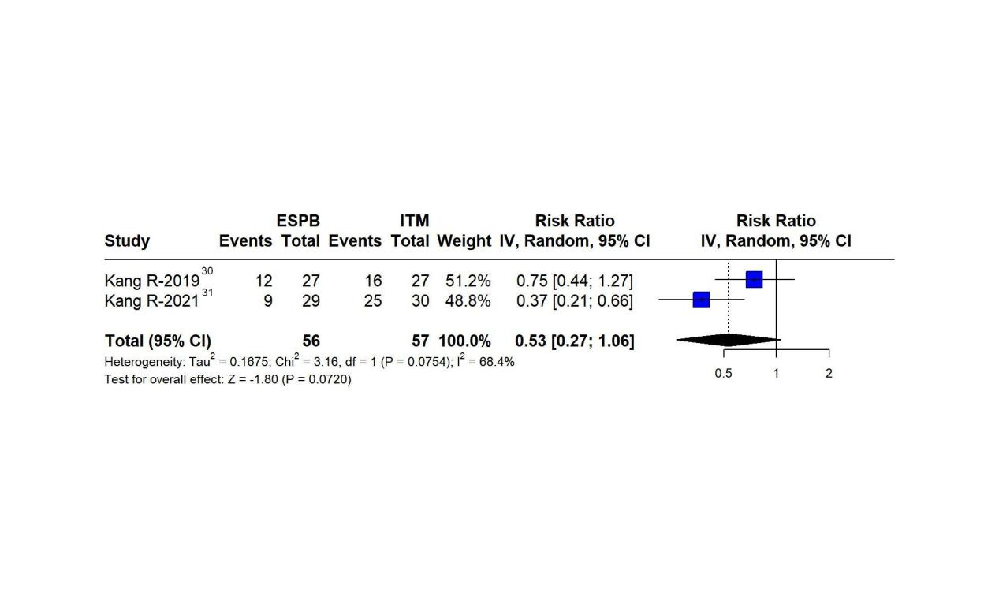 ESPB ITM Risk Ratio Risk Ratio
Study Events Total Events Total Weight IV, Random, 95% CI IV, Random, 95% CI
Kang R-2019³⁰ 12 27 16 27 51.2% 0.75 [0.44; 1.27]
Kang R-2021³¹ 9 29 25 30 48.8% 0.37 [0.21; 0.66]
Total (95% CI) 56 57 100.0% 0.53 [0.27; 1.06]
Heterogeneity: Tau² = 0.1675; Chi² = 3.16, df = 1 (P = 0.0754); I² = 68.4%
Test for overall effect: Z = -1.80 (P = 0.0720)
0.5 1 2